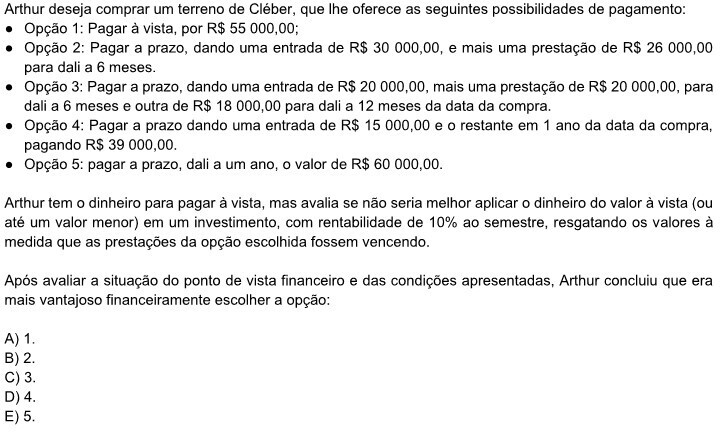 Arthur deseja comprar um terreno de Cléber, que lhe oferece as seguintes possibilidades de pagamento:
● Opção 1: Pagar à vista, por R$ 55 000,00;
● Opção 2: Pagar a prazo, dando uma entrada de R$ 30 000,00, e mais uma prestação de R$ 26 000,00
para dali a 6 meses.
● Opção 3: Pagar a prazo, dando uma entrada de R$ 20 000,00, mais uma prestação de R$ 20 000,00, para
dali a 6 meses e outra de R$ 18 000,00 para dali a 12 meses da data da compra.
● Opção 4: Pagar a prazo dando uma entrada de R$ 15 000,00 e o restante em 1 ano da data da compra,
pagando R$ 39 000,00.
● Opção 5: pagar a prazo, dali a um ano, o valor de R$ 60 000,00.
Arthur tem o dinheiro para pagar à vista, mas avalia se não seria melhor aplicar o dinheiro do valor à vista (ou
até um valor menor) em um investimento, com rentabilidade de 10% ao semestre, resgatando os valores à
medida que as prestações da opção escolhida fossem vencendo.
Após avaliar a situação do ponto de vista financeiro e das condições apresentadas, Arthur concluiu que era
mais vantajoso financeiramente escolher a opção:
A) 1.
B) 2.
C) 3.
D) 4.
E) 5.